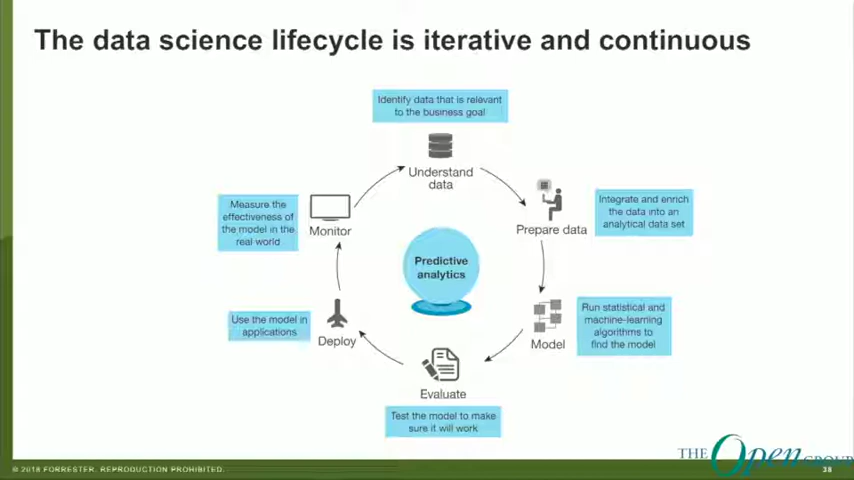 The data science lifecycle is iterative and continuous
Identify data that is relevant
to the business goal
Understand
data
Measure the
effectiveness of
the model in the
real world
Monitor
Integrate and enrich
the data into an
analytical data set
Prepare data
Predictive
analytics
Use the model in
applications
Deploy
Run statistical and
machine-learning
algorithms to
find the model
Model
Evaluate
Test the model to make
sure it will work
© 2018 FORRESTER. REPRODUCTION PROHIBITED.
THE Open GROUP
38